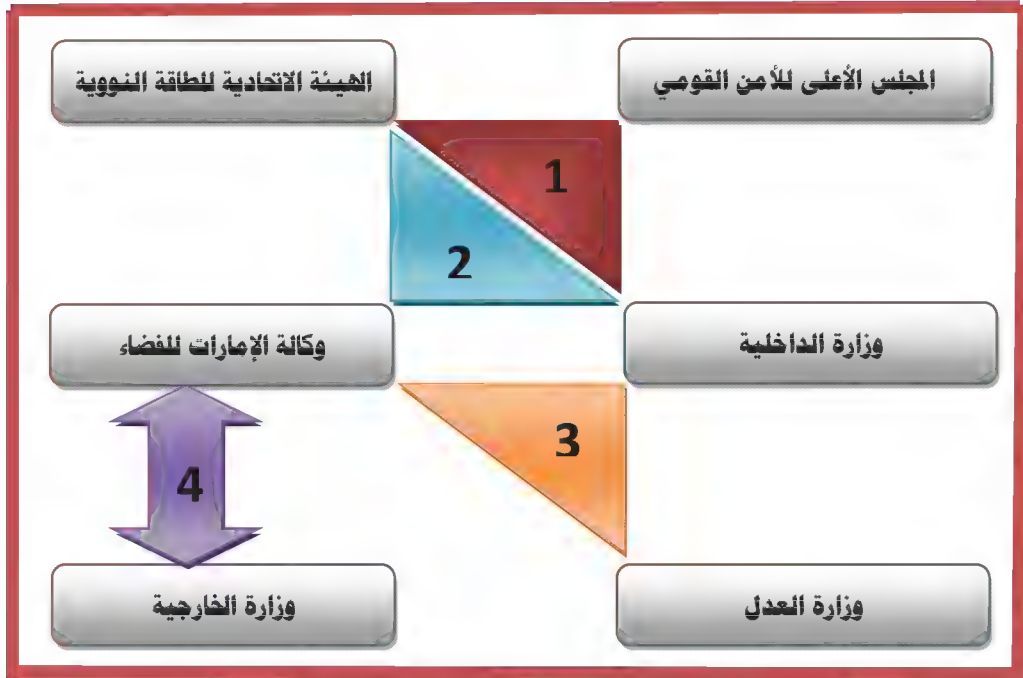 المجلس الأعلى للأمن القومي
الهيئة الاتحادية للطاقة النووية
1
2
وزارة الداخلية
وكالة الإمارات للفضاء
3
4
وزارة العدل
وزارة الخارجية